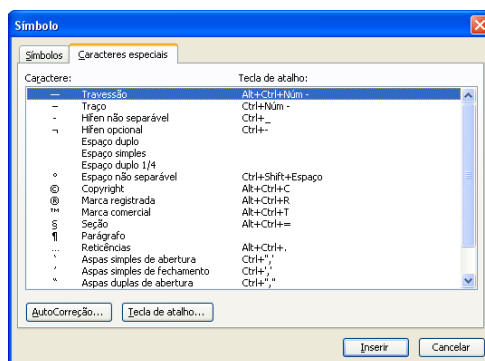 Símbolo
Símbolos Caracteres especiais
Caractere: Tecla de atalho:
— Travessão Alt+Ctrl+Núm -
– Traço Ctrl+Núm -
- Hífen não separável Ctrl+_
¬ Hífen opcional Ctrl+-
Espaço duplo
Espaço simples
Espaço duplo 1/4
° Espaço não separável Ctrl+Shift+Espaço
© Copyright Alt+Ctrl+C
® Marca registrada Alt+Ctrl+R
™ Marca comercial Alt+Ctrl+T
§ Seção Alt+Ctrl+=
¶ Parágrafo
... Reticências Alt+Ctrl+.
‘ Aspas simples de abertura Ctrl+",'
’ Aspas simples de fechamento Ctrl+','
“ Aspas duplas de abertura Ctrl+","
AutoCorreção... Tecla de atalho...
Inserir Cancelar